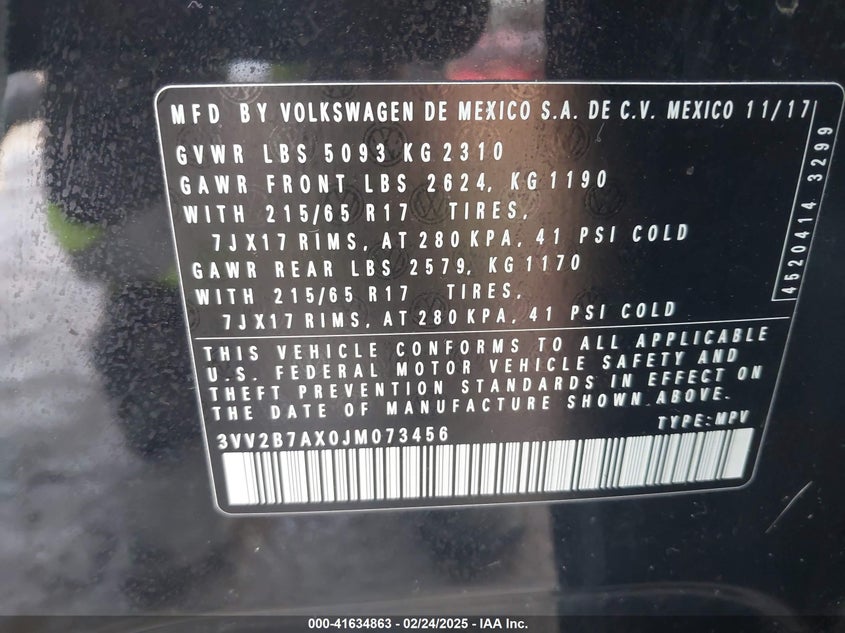 MFD BY VOLKSWAGEN DE MEXICO S.A. DE C.V. MEXICO 11/17
GVWR LBS 5093 KG 2310
GAWR FRONT LBS 2624, KG 1190
WITH 215/65 R17 TIRES,
7JX17 RIMS, AT 280 KPA, 41 PSI COLD
GAWR REAR LBS 2579, KG 1170
WITH 215/65 R17 TIRES,
7JX17 RIMS, AT 280 KPA, 41 PSI COLD
4520414 3299
THIS VEHICLE CONFORMS TO ALL APPLICABLE
U.S. FEDERAL MOTOR VEHICLE SAFETY AND
THEFT PREVENTION STANDARDS IN EFFECT ON
THE DATE OF MANUFACTURE SHOWN ABOVE.
3VV2B7AX0JM073456 TYPE: MPV
000-41634863 – 02/24/2025 – IAA Inc.